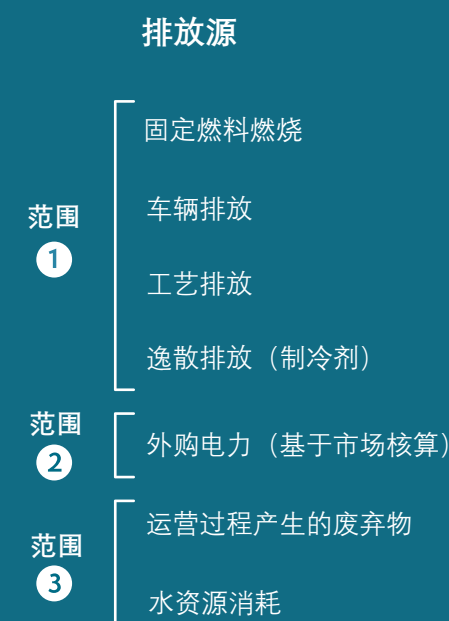 排放源
固定燃料燃烧
车辆排放
范围
1
工艺排放
逸散排放（制冷剂）
范围
2
外购电力（基于市场核算）
运营过程产生的废弃物
范围
3
水资源消耗